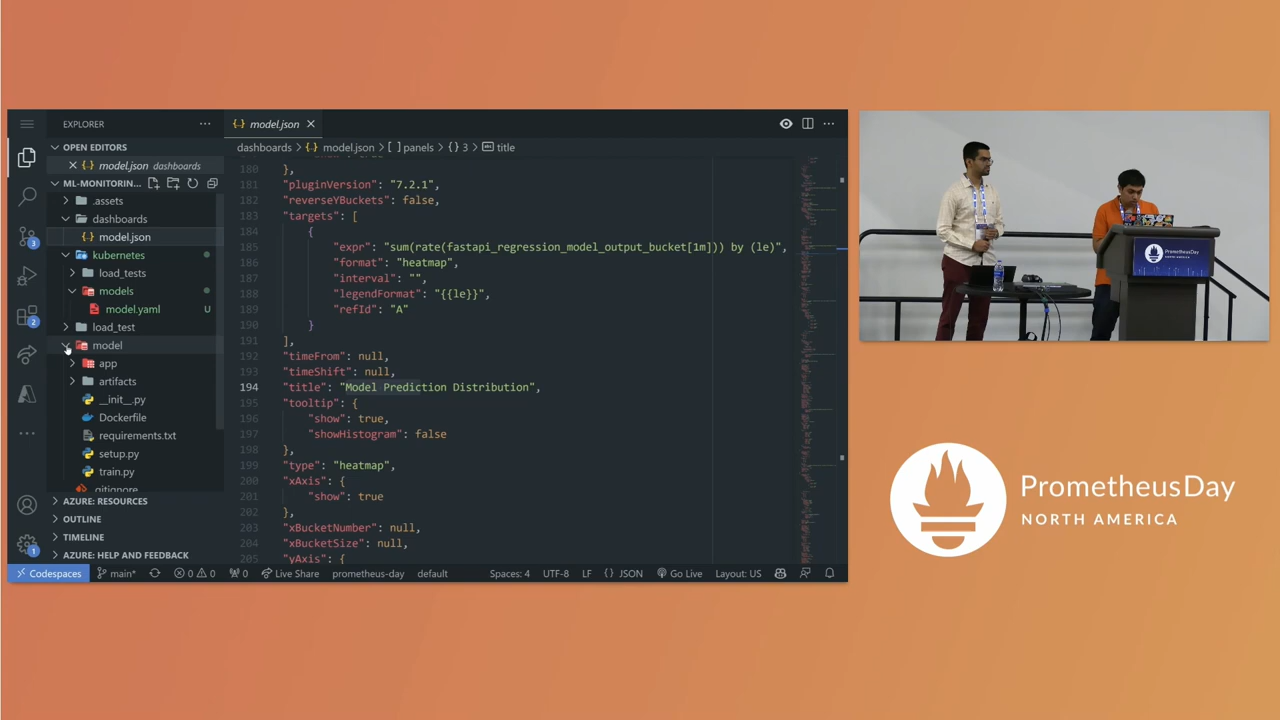 EXPLORER
OPEN EDITORS
model.json dashboards
ML-MONITORIN...
.assets
dashboards
model.json
kubernetes
load_tests
models
model.yaml U
load_test
model
app
artifacts
__init__.py
Dockerfile
requirements.txt
setup.py
train.py
.gitignore
AZURE: RESOURCES
OUTLINE
TIMELINE
AZURE: HELP AND FEEDBACK
3
2
1
model.json
dashboards > model.json > [ ] panels > {} 3 > title
180 },
181 "pluginVersion": "7.2.1",
182 "reverseYBuckets": false,
183 "targets": [
184 {
185 "expr": "sum(rate(fastapi_regression_model_output_bucket[1m])) by (le)",
186 "format": "heatmap",
187 "interval": "",
188 "legendFormat": "{{le}}",
189 "refId": "A"
190 }
191 ],
192 "timeFrom": null,
193 "timeShift": null,
194 "title": "Model Prediction Distribution",
195 "tooltip": {
196 "show": true,
197 "showHistogram": false
198 },
199 "type": "heatmap",
200 "xAxis": {
201 "show": true
202 },
203 "xBucketNumber": null,
204 "xBucketSize": null,
205 "yAxis": {
Codespaces main* 0 0 0 Live Share prometheus-day default Spaces: 4 UTF-8 LF {} JSON Go Live Layout: US
PrometheusDay
NORTH AMERICA
PrometheusDay
NORTH AMERICA